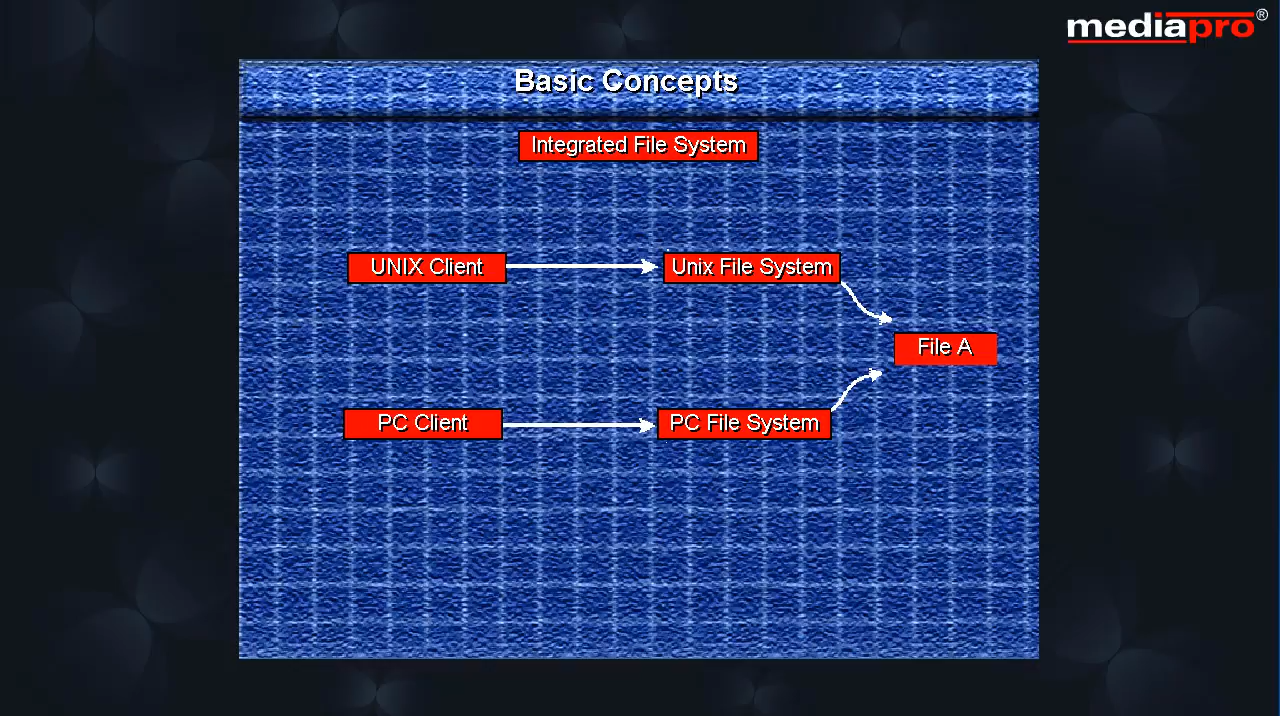 mediapro®
Basic Concepts
Integrated File System
UNIX Client
Unix File System
File A
PC Client
PC File System